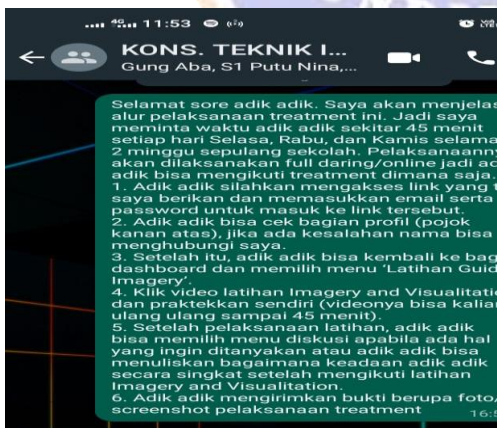 11:53
KONS. TEKNIK I...
Gung Aba, S1 Putu Nina,...
Selamat sore adik adik. Saya akan
alur pelaksanaan treatment ini. Jadi saya
meminta waktu adik adik sekitar 45 menit
setiap hari Selasa, Rabu, dan Kamis selama
2 minggu sepulang sekolah.
akan dilaksanakan full daring/online jadi
adik bisa mengikuti treatment dimana saja.
1. Adik adik silahkan mengakses link yang
saya berikan dan memasukkan email serta
password untuk masuk ke link tersebut.
2. Adik adik bisa cek bagian profil (pojok
kanan atas), jika ada kesalahan nama bisa
menghubungi saya.
3. Setelah itu, adik adik bisa kembali ke
dashboard dan memilih menu 'Latihan
Imagery'.
4. Klik video latihan Imagery and
dan praktekkan sendiri (videonya bisa kalian
ulang ulang sampai 45 menit).
5. Setelah pelaksanaan latihan, adik adik
bisa memilih menu diskusi apabila ada hal
yang ingin ditanyakan atau adik adik bisa
menuliskan bagaimana keadaan adik adik
secara singkat setelah mengikuti latihan
Imagery and Visualitation.
6. Adik adik mengirimkan bukti berupa foto/
screenshot pelaksanaan treatment